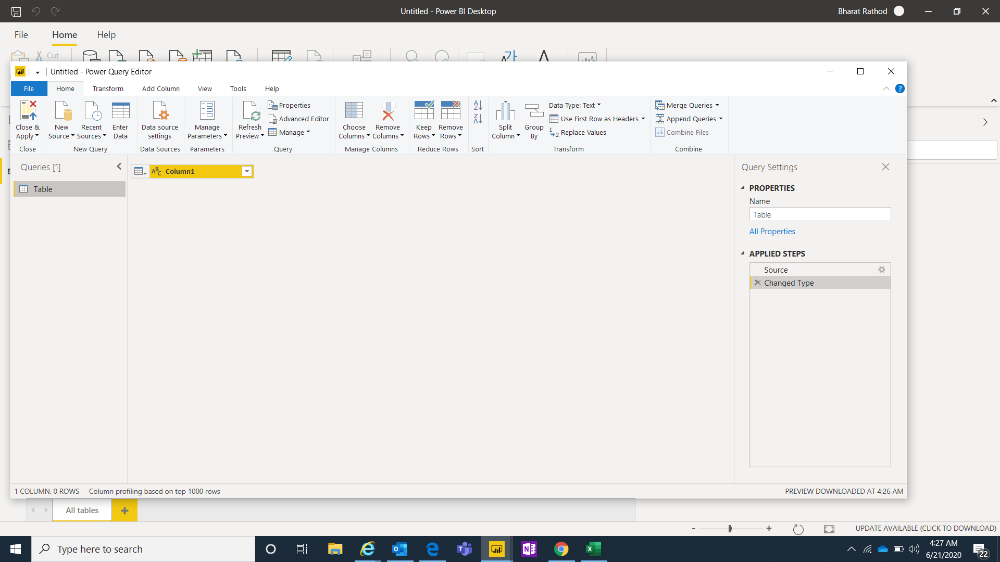 Untitled - Power BI Desktop
Bharat Rathod
File Home Help
Cut
Untitled - Power Query Editor
File Home Transform Add Column View Tools Help
Close & Apply
New Source
Recent Sources
Enter Data
Data source settings
Manage Parameters
Refresh Preview
Properties
Advanced Editor
Manage
Choose Columns
Remove Columns
Keep Rows
Remove Rows
Split Column
Group By
Data Type: Text
Use First Row as Headers
Replace Values
Merge Queries
Append Queries
Combine Files
Close New Query Data Sources Parameters Query Manage Columns Reduce Rows Sort Transform Combine
Queries [1]
Table
Column1
Query Settings
PROPERTIES
Name
Table
All Properties
APPLIED STEPS
Source
Changed Type
1 COLUMN, 0 ROWS Column profiling based on top 1000 rows
PREVIEW DOWNLOADED AT 4:26 AM
All tables
UPDATE AVAILABLE (CLICK TO DOWNLOAD)
Type here to search
4:27 AM
6/21/2020
22